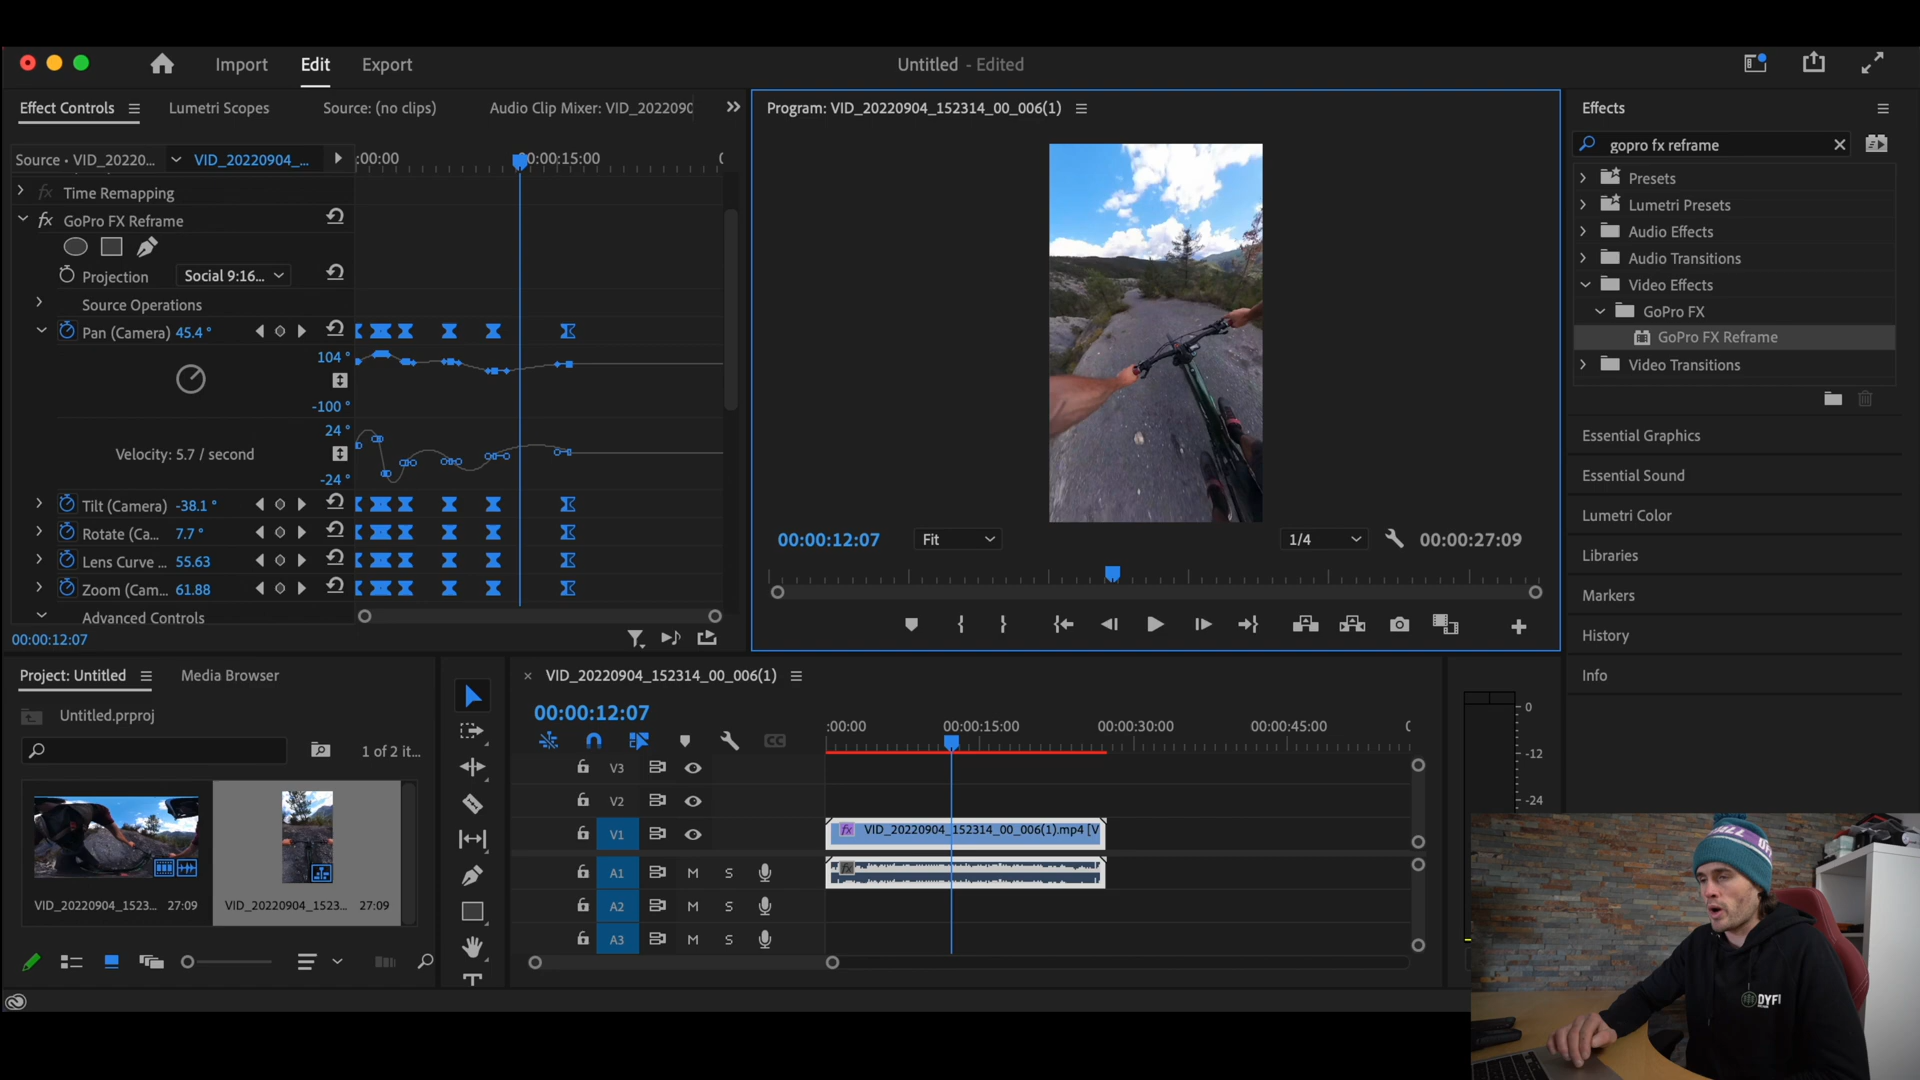 Import Edit Export
Untitled - Edited
Effect Controls Lumetri Scopes Source: (no clips) Audio Clip Mixer: VID_2022090
Source • VID_20220... VID_20220904_... :00:00 00:00:15:00
Time Remapping
fx GoPro FX Reframe
Projection Social 9:16...
Source Operations
Pan (Camera) 45.4 °
104 °
-100 °
24 °
Velocity: 5.7 / second
-24 °
Tilt (Camera) -38.1 °
Rotate (Ca... 7.7 °
Lens Curve ... 55.63
Zoom (Cam... 61.88
Advanced Controls
00:00:12:07
Program: VID_20220904_152314_00_006(1)
00:00:12:07 Fit 1/4 00:00:27:09
Effects
gopro fx reframe
Presets
Lumetri Presets
Audio Effects
Audio Transitions
Video Effects
GoPro FX
GoPro FX Reframe
Video Transitions
Essential Graphics
Essential Sound
Lumetri Color
Libraries
Markers
History
Info
Project: Untitled Media Browser
Untitled.prproj
1 of 2 it...
VID_20220904_1523... 27:09 VID_20220904_1523... 27:09
VID_20220904_152314_00_006(1)
00:00:12:07
:00:00 00:00:15:00 00:00:30:00 00:00:45:00
V3
V2
V1 fx VID_20220904_152314_00_006(1).mp4 [V
A1 M S fx
A2 M S
A3 M S
0
-12
-24
DYFI